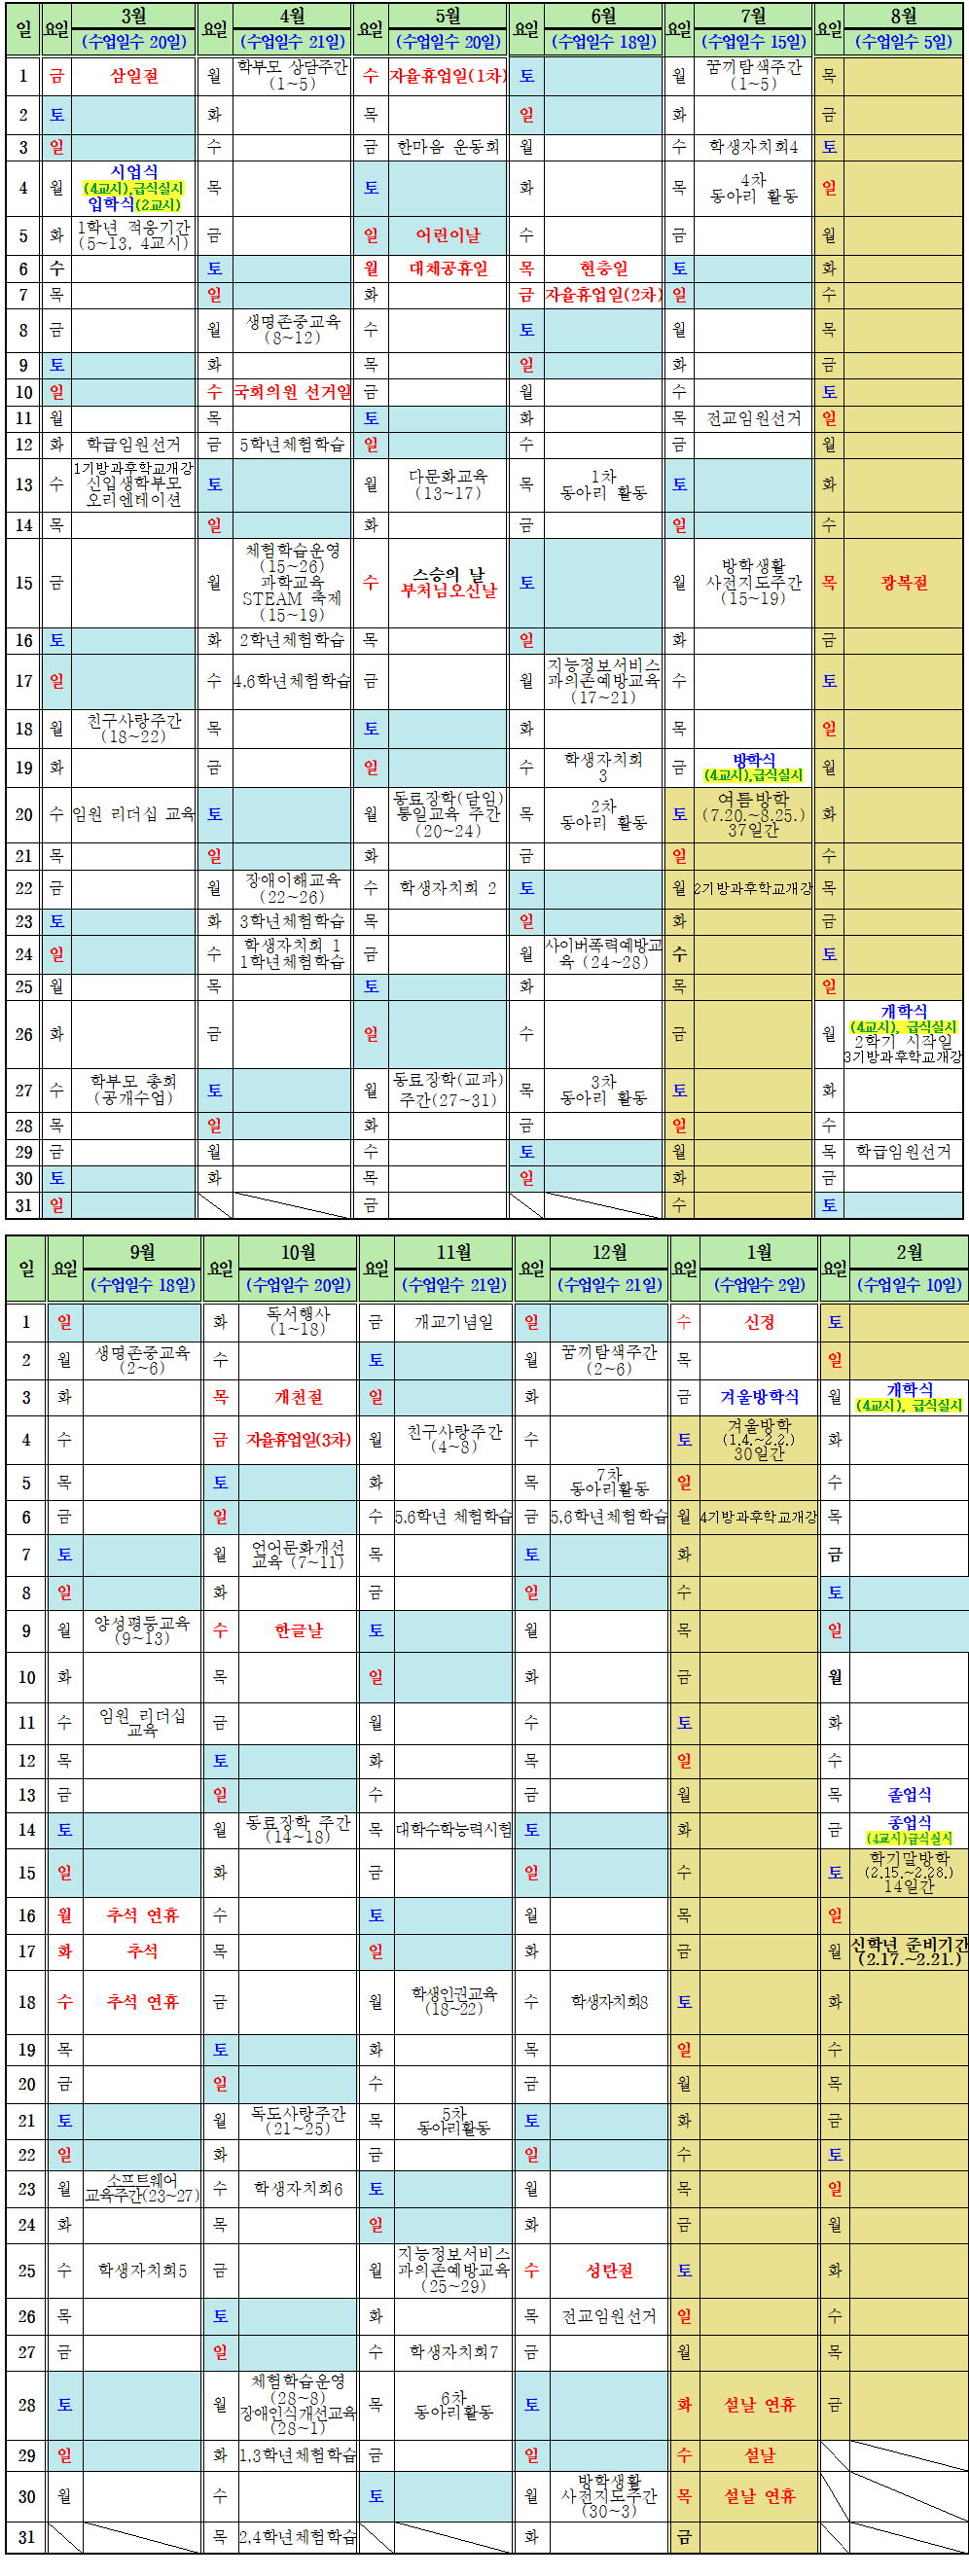 일 요일 3월 요일 4월 요일 5월 요일 6월 요일 7월 요일 8월
(수업일수 20일) (수업일수 21일) (수업일수 20일) (수업일수 18일) (수업일수 15일) (수업일수 5일)
1 금 삼일절 월 학부모 상담주간 수 자율휴업일(1차) 토 월 꿈끼탐색주간 목
(1~5) (1~5)
2 토 화 목 일 화 금
3 일 수 금 한마음 운동회 월 수 학생자치회4 토
4 월 시업식 목 토 화 목 4차 일
(4교시),급식실시 동아리 활동
입학식(2교시)
5 화 1학년 적응기간 금 일 어린이날 수 금 월
(5~13, 4교시)
6 수 토 월 대체공휴일 목 현충일 토 화
7 목 일 화 금 자율휴업일(2차) 일 수
8 금 월 생명존중교육 수 토 월 목
(8~12)
9 토 화 목 일 화 금
10 일 수 국회의원 선거일 금 월 수 토
11 월 목 토 화 목 전교임원선거 일
12 화 학급임원선거 금 5학년체험학습 일 수 금 월
13 수 1기방과후학교개강 토 월 다문화교육 목 1차 토 화
신입생학부모 (13~17) 동아리 활동
오리엔테이션
14 목 일 화 금 일 수
15 금 월 체험학습운영 수 스승의 날 토 월 방학생활 목 광복절
(15~26) 부처님오신날 사전지도주간
과학교육 (15~19)
STEAM 축제
(15~19)
16 토 화 2학년체험학습 목 일 화 금
17 일 수 4,6학년체험학습 금 월 지능정보서비스 수 토
과의존예방교육
(17~21)
18 월 친구사랑주간 목 토 화 목 일
(18~22)
19 화 금 일 수 학생자치회 금 방학식 월
3 (4교시),급식실시
20 수 임원 리더십 교육 토 월 동료장학(담임) 목 2차 토 여름방학 화
통일교육 주간 동아리 활동 (7.20.~8.25.)
(20~24) 37일간
21 목 일 화 금 일 수
22 금 월 장애이해교육 수 학생자치회 2 토 월 2기방과후학교개강 목
(22~26)
23 토 화 3학년체험학습 목 일 화 금
24 일 수 학생자치회 1 금 월 사이버폭력예방교 수 토
1학년체험학습 육 (24~28)
25 월 목 토 화 목 일
26 화 금 일 수 금 월 개학식
(4교시), 급식실시
2학기 시작일
3기방과후학교개강
27 수 학부모 총회 토 월 동료장학(교과) 목 3차 토 화
(공개수업) 주간(27~31) 동아리 활동
28 목 일 화 금 일 수
29 금 월 수 토 월 목 학급임원선거
30 토 화 목 일 화 금
31 일 금 수 토
일 요일 9월 요일 10월 요일 11월 요일 12월 요일 1월 요일 2월
(수업일수 18일) (수업일수 20일) (수업일수 21일) (수업일수 21일) (수업일수 2일) (수업일수 10일)
1 일 화 독서행사 금 개교기념일 일 수 신정 토
(1~18)
2 월 생명존중교육 수 토 월 꿈끼탐색주간 목 일
(2~6) (2~6)
3 화 목 개천절 일 화 금 겨울방학식 월 개학식
(4교시), 급식실시
4 수 금 자율휴업일(3차) 월 친구사랑주간 수 토 겨울방학 화
(4~8) (1.4.~2.2.)
30일간
5 목 토 화 목 7차 일 수
동아리활동
6 금 일 수 5,6학년 체험학습 금 5,6학년체험학습 월 4기방과후학교개강 목
7 토 월 언어문화개선 목 토 화 금
교육 (7~11)
8 일 화 금 일 수 토
9 월 양성평등교육 수 한글날 토 월 목 일
(9~13)
10 화 목 일 화 금 월
11 수 임원 리더십 금 월 수 토 화
교육
12 목 토 화 목 일 수
13 금 일 수 금 월 목 졸업식
14 토 월 동료장학 주간 목 대학수학능력시험 토 화 금 종업식
(14~18) (4교시)급식실시
15 일 화 금 일 수 토 학기말방학
(2.15.~2.28.)
14일간
16 월 추석 연휴 수 토 월 목 일
17 화 추석 목 일 화 금 월 신학년 준비기간
(2.17.~2.21.)
18 수 추석 연휴 금 월 학생인권교육 수 학생자치회8 토 화
(18~22)
19 목 토 화 목 일 수
20 금 일 수 금 월 목
21 토 월 독도사랑주간 목 5차 토 화 금
(21~25) 동아리활동
22 일 화 금 일 수 토
23 월 소프트웨어 수 학생자치회6 토 월 목 일
교육주간(23~27)
24 화 목 일 화 금 월
25 수 학생자치회5 금 월 지능정보서비스 수 성탄절 토 화
과의존예방교육
(25~29)
26 목 토 화 목 전교임원선거 일 수
27 금 일 수 학생자치회7 금 월 목
28 토 월 체험학습운영 목 6차 토 화 설날 연휴 금
(28~8) 동아리활동
장애인식개선교육
(28~1)
29 일 화 1,3학년체험학습 금 일 수 설날
30 월 수 토 월 방학생활 목 설날 연휴
사전지도주간
(30~3)
31 목 2,4학년체험학습 화 금